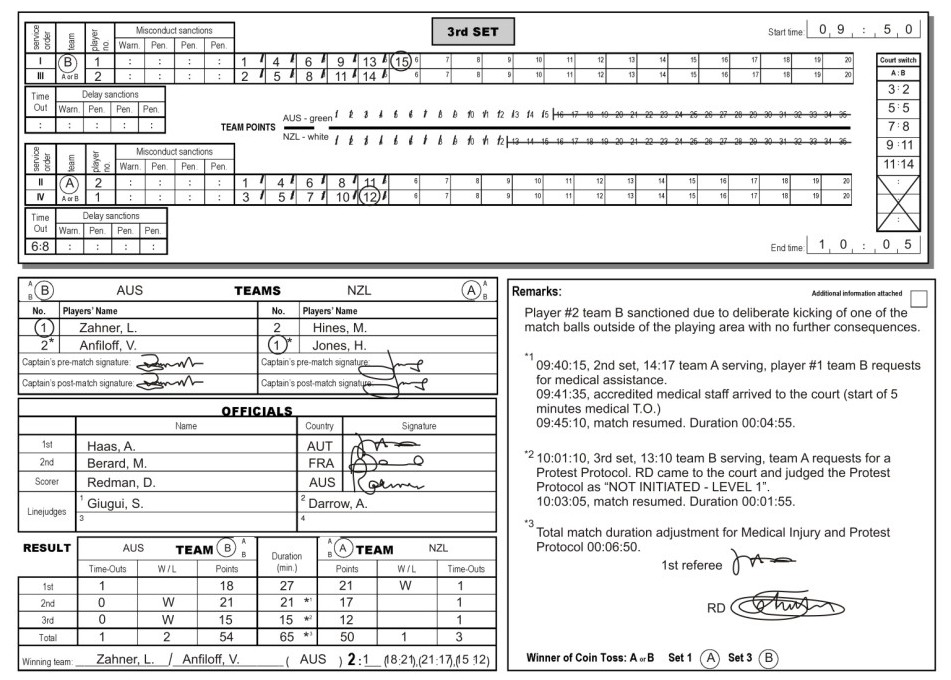 3rd SET
Start time: 0 9 : 5 0
service order team player no. Misconduct sanctions
Warn. Pen. Pen. Pen.
I B 1 : : : : 1 4 6 9 13 15 6 7 8 9 10 11 12 13 14 15 16 17 18 19 20
III A or B 2 : : : : 2 5 8 11 14 6 7 8 9 10 11 12 13 14 15 16 17 18 19 20
Court switch
A : B
3 : 2
5 : 5
7 : 8
9 : 11
11:14
:
:
Time Out Delay sanctions
Warn. Pen. Pen. Pen.
: : : : :
TEAM POINTS
AUS - green 1 2 3 4 5 6 7 8 9 10 11 12 13 14 15 16 17 18 19 20 21 22 23 24 25 26 27 28 29 30 31 32 33 34 35
NZL - white 1 2 3 4 5 6 7 8 9 10 11 12 13 14 15 16 17 18 19 20 21 22 23 24 25 26 27 28 29 30 31 32 33 34 35
service order team player no. Misconduct sanctions
Warn. Pen. Pen. Pen.
II A 2 : : : : 1 4 6 8 11 6 7 8 9 10 11 12 13 14 15 16 17 18 19 20
IV A or B 1 : : : : 3 5 7 10 12 6 7 8 9 10 11 12 13 14 15 16 17 18 19 20
Time Out Delay sanctions
Warn. Pen. Pen. Pen.
6:8 : : : :
End time: 1 0 : 0 5
A B B AUS TEAMS NZL A A B
No. Players' Name No. Players' Name
1 Zahner, L. 2 Hines, M.
2* Anfiloff, V. 1* Jones, H.
Captain's pre-match signature: Captain's pre-match signature:
Captain's post-match signature: Captain's post-match signature:
OFFICIALS
Name Country Signature
1st Haas, A. AUT
2nd Berard, M. FRA
Scorer Redman, D. AUS
Linejudges 1 Giugui, S. 2 Darrow, A.
3 4
RESULT AUS TEAM B A B Duration (min.) A B A TEAM NZL
Time-Outs W / L Points Points W / L Time-Outs
1st 1 18 27 21 W 1
2nd 0 W 21 21 *1 17 1
3rd 0 W 15 15 *2 12 1
Total 1 2 54 65 *3 50 1 3
Winning team: Zahner, L. / Anfiloff, V. ( AUS ) 2:1 (18:21),(21:17),(15:12)
Remarks:
Additional information attached
Player #2 team B sanctioned due to deliberate kicking of one of the
match balls outside of the playing area with no further consequences.
*1 09:40:15, 2nd set, 14:17 team A serving, player #1 team B requests
for medical assistance.
09:41:35, accredited medical staff arrived to the court (start of 5
minutes medical T.O.)
09:45:10, match resumed. Duration 00:04:55.
*2 10:01:10, 3rd set, 13:10 team B serving, team A requests for a
Protest Protocol. RD came to the court and judged the Protest
Protocol as “NOT INITIATED - LEVEL 1”.
10:03:05, match resumed. Duration 00:01:55.
*3 Total match duration adjustment for Medical Injury and Protest
Protocol 00:06:50.
1st referee
RD
Winner of Coin Toss: A or B Set 1 A Set 3 B